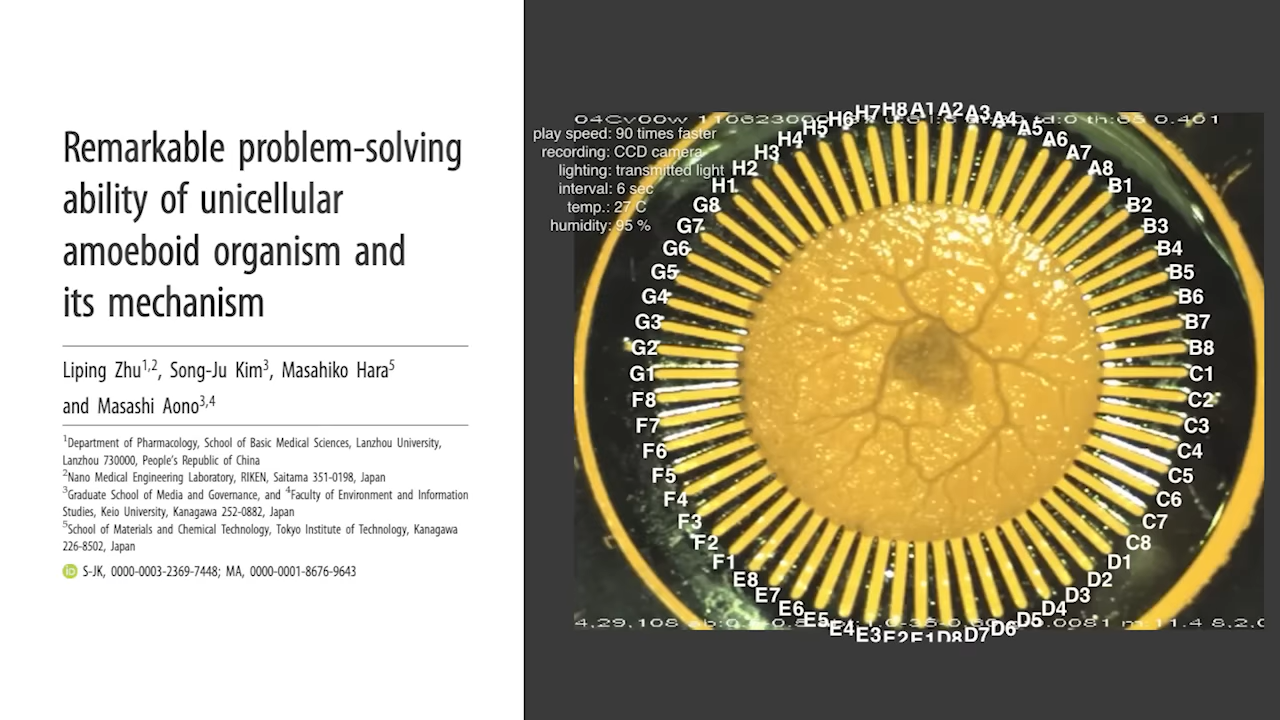 Remarkable problem-solving
ability of unicellular
amoeboid organism and
its mechanism
Liping Zhu1,2, Song-Ju Kim3, Masahiko Hara5
and Masashi Aono3,4
1Department of Pharmacology, School of Basic Medical Sciences, Lanzhou University,
Lanzhou 730000, People's Republic of China
2Nano Medical Engineering Laboratory, RIKEN, Saitama 351-0198, Japan
3Graduate School of Media and Governance, and 4Faculty of Environment and Information
Studies, Keio University, Kanagawa 252-0882, Japan
5School of Materials and Chemical Technology, Tokyo Institute of Technology, Kanagawa
226-8502, Japan
iD S-JK, 0000-0003-2369-7448; MA, 0000-0001-8676-9643
play speed: 90 times faster
recording: CCD camera
lighting: transmitted light
interval: 6 sec
temp.: 27 C
humidity: 95 %
A1
A2
A3
A4
A5
A6
A7
A8
B1
B2
B3
B4
B5
B6
B7
B8
C1
C2
C3
C4
C5
C6
C7
C8
D1
D2
D3
D4
D5
D6
D7
D8
E1
E2
E3
E4
E5
E6
E7
E8
F1
F2
F3
F4
F5
F6
F7
F8
G1
G2
G3
G4
G5
G6
G7
G8
H1
H2
H3
H4
H5
H6
H7
H8